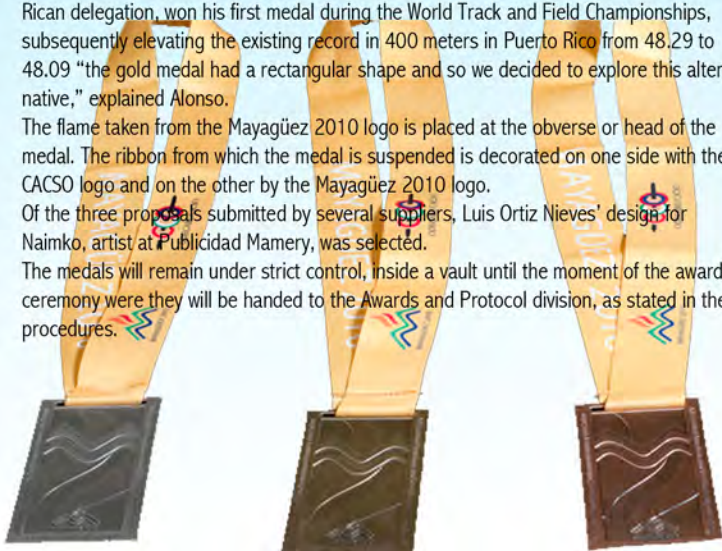 Rican delegation, won his first medal during the World Track and Field Championships,
subsequently elevating the existing record in 400 meters in Puerto Rico from 48.29 to
48.09 “the gold medal had a rectangular shape and so we decided to explore this alter
native,” explained Alonso.
The flame taken from the Mayagüez 2010 logo is placed at the obverse or head of the
medal. The ribbon from which the medal is suspended is decorated on one side with the
CACSO logo and on the other by the Mayagüez 2010 logo.
Of the three proposals submitted by several suppliers, Luis Ortiz Nieves’ design for
Naimko, artist at Publicidad Mamery, was selected.
The medals will remain under strict control, inside a vault until the moment of the award
ceremony were they will be handed to the Awards and Protocol division, as stated in the
procedures.